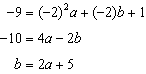 −9 = (−2)²a + (−2)b + 1
−10 = 4a − 2b
b = 2a + 5